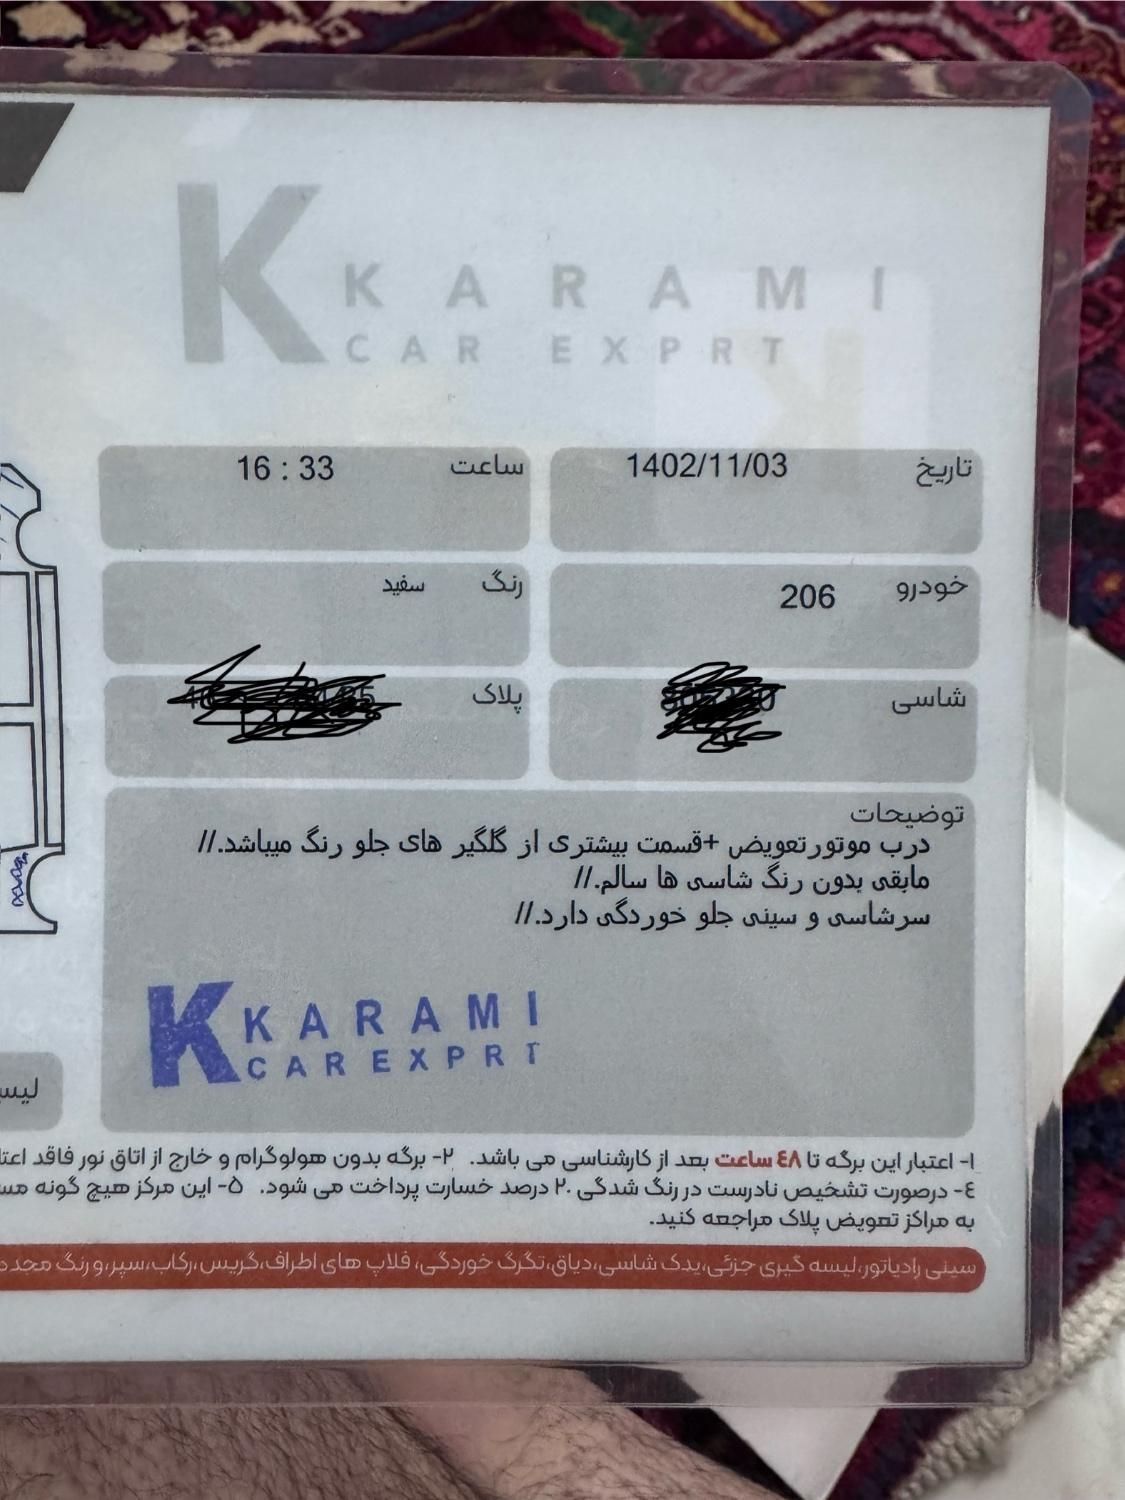 K KARAMI
CAR EXPRT
تاریخ 1402/11/03
ساعت 16 : 33
خودرو 206
رنگ سفید
شاسی
پلاک
توضیحات
درب موتورتعویض +قسمت بیشتری از گلگیر های جلو رنگ میباشد.//
مابقی بدون رنگ شاسی ها سالم.//
سرشاسی و سینی جلو خوردگی دارد.//
K KARAMI
CAR EXPRT
لیس
۱- اعتبار این برگه تا ٤٨ ساعت بعد از کارشناسی می باشد. ۲- برگه بدون هولوگرام و خارج از اتاق نور فاقد اعتا
٤- درصورت تشخیص نادرست در رنگ شدگی ۲۰ درصد خسارت پرداخت می شود. ۵- این مرکز هیچ گونه مس
به مراکز تعویض پلاک مراجعه کنید.
سینی رادیاتور،لیسه گیری جزئی،یدک شاسی،دیاق،تگرگ خوردگی، فلاپ های اطراف،گریس،رکاب،سپر،و رنگ مجدد